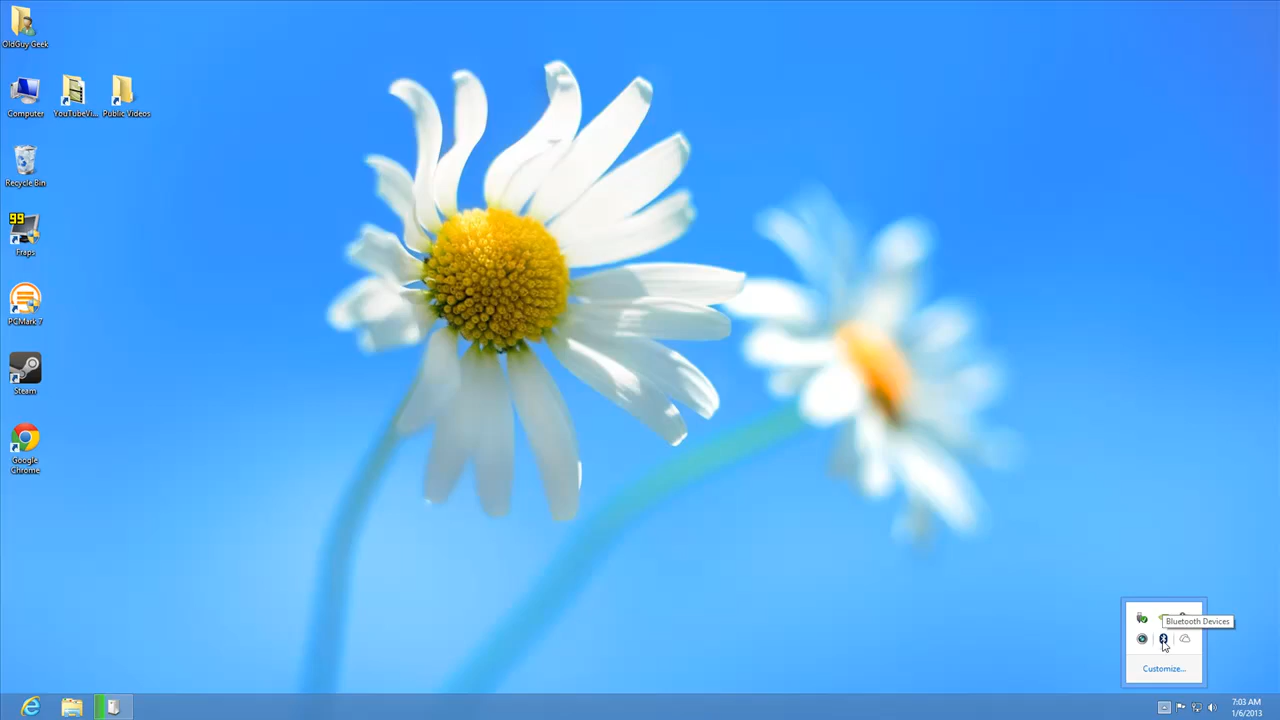 OldGuy Geek
Computer
YouTubeVi...
Public Videos
Recycle Bin
99
Fraps
PCMark 7
Steam
Google
Chrome
Bluetooth Devices
Customize...
7:03 AM
1/6/2013